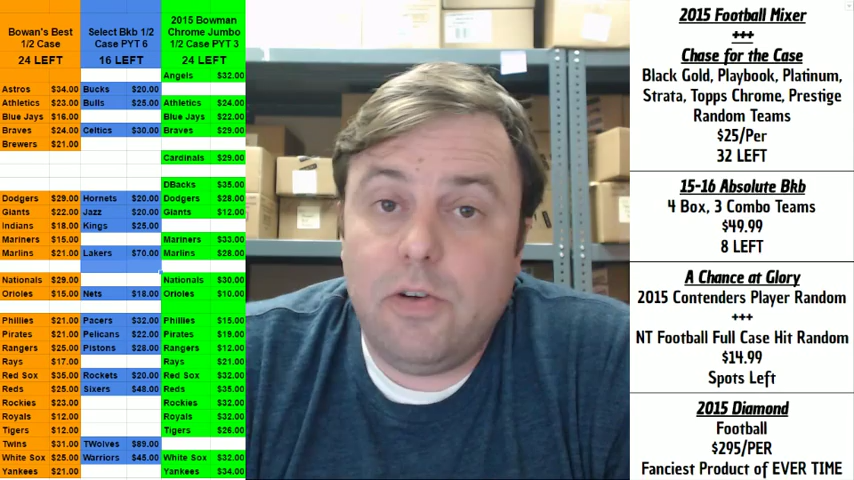 Bowan's Best
1/2 Case
24 LEFT
Astros $34.00
Athletics $23.00
Blue Jays $16.00
Braves $24.00
Brewers $21.00
Dodgers $29.00
Giants $22.00
Indians $18.00
Mariners $15.00
Marlins $21.00
Nationals $29.00
Orioles $15.00
Phillies $21.00
Pirates $21.00
Rangers $25.00
Rays $17.00
Red Sox $35.00
Reds $25.00
Rockies $23.00
Royals $12.00
Tigers $12.00
Twins $31.00
White Sox $25.00
Yankees $21.00
Select Bkb 1/2
Case PYT 6
16 LEFT
Bucks $20.00
Bulls $25.00
Celtics $30.00
Hornets $20.00
Jazz $20.00
Kings $25.00
Lakers $70.00
Nets $18.00
Pacers $32.00
Pelicans $22.00
Pistons $28.00
Rockets $20.00
Sixers $48.00
TWolves $89.00
Warriors $45.00
2015 Bowman
Chrome Jumbo
1/2 Case PYT 3
24 LEFT
Angels $32.00
Athletics $24.00
Blue Jays $22.00
Braves $29.00
Cardinals $29.00
DBacks $35.00
Dodgers $28.00
Giants $12.00
Mariners $33.00
Marlins $28.00
Nationals $30.00
Orioles $10.00
Phillies $15.00
Pirates $19.00
Rangers $12.00
Rays $21.00
Red Sox $32.00
Reds $35.00
Rockies $32.00
Royals $32.00
Tigers $26.00
White Sox $32.00
Yankees $34.00
2015 Football Mixer
+++
Chase for the Case
Black Gold, Playbook, Platinum,
Strata, Topps Chrome, Prestige
Random Teams
$25/Per
32 LEFT
15-16 Absolute Bkb
4 Box, 3 Combo Teams
$49.99
8 LEFT
A Chance at Glory
2015 Contenders Player Random
+++
NT Football Full Case Hit Random
$14.99
Spots Left
2015 Diamond
Football
$295/PER
Fanciest Product of EVER TIME